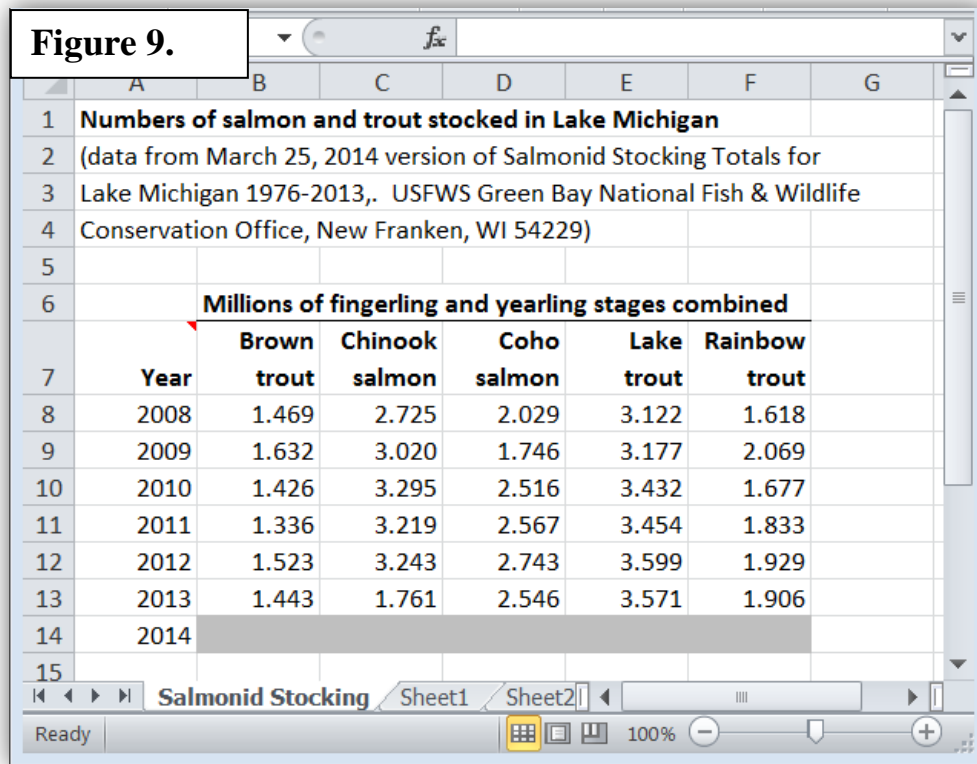 Figure 9.
fx
A B C D E F G
1 Numbers of salmon and trout stocked in Lake Michigan
2 (data from March 25, 2014 version of Salmonid Stocking Totals for
3 Lake Michigan 1976-2013,. USFWS Green Bay National Fish & Wildlife
4 Conservation Office, New Franken, WI 54229)
5
6 Millions of fingerling and yearling stages combined
Brown Chinook Coho Lake Rainbow
7 Year trout salmon salmon trout trout
8 2008 1.469 2.725 2.029 3.122 1.618
9 2009 1.632 3.020 1.746 3.177 2.069
10 2010 1.426 3.295 2.516 3.432 1.677
11 2011 1.336 3.219 2.567 3.454 1.833
12 2012 1.523 3.243 2.743 3.599 1.929
13 2013 1.443 1.761 2.546 3.571 1.906
14 2014
15
Salmonid Stocking Sheet1 Sheet2
Ready 100%